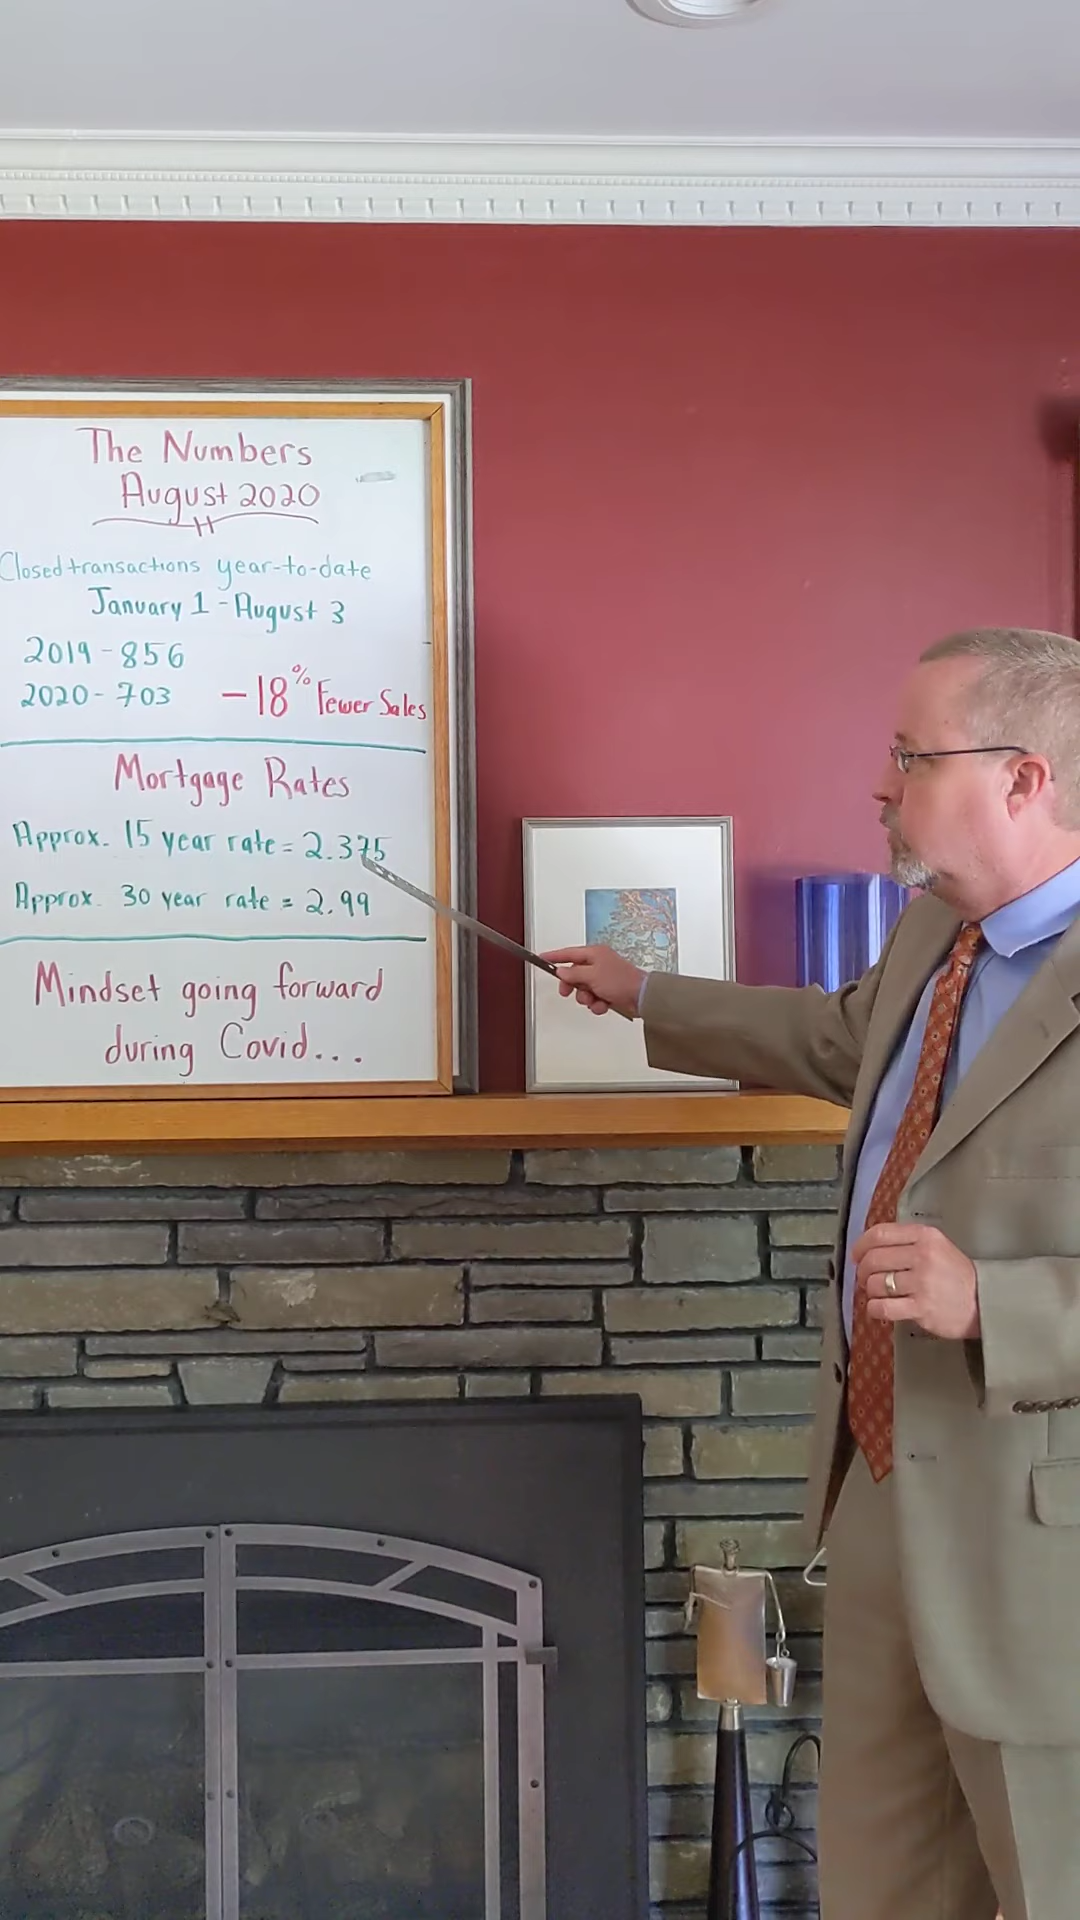 The Numbers
August 2020
Closed transactions year-to-date
January 1 - August 3
2019 - 856
2020 - 703 -18% Fewer Sales
Mortgage Rates
Approx. 15 year rate = 2.375
Approx. 30 year rate = 2.99
Mindset going forward
during Covid...